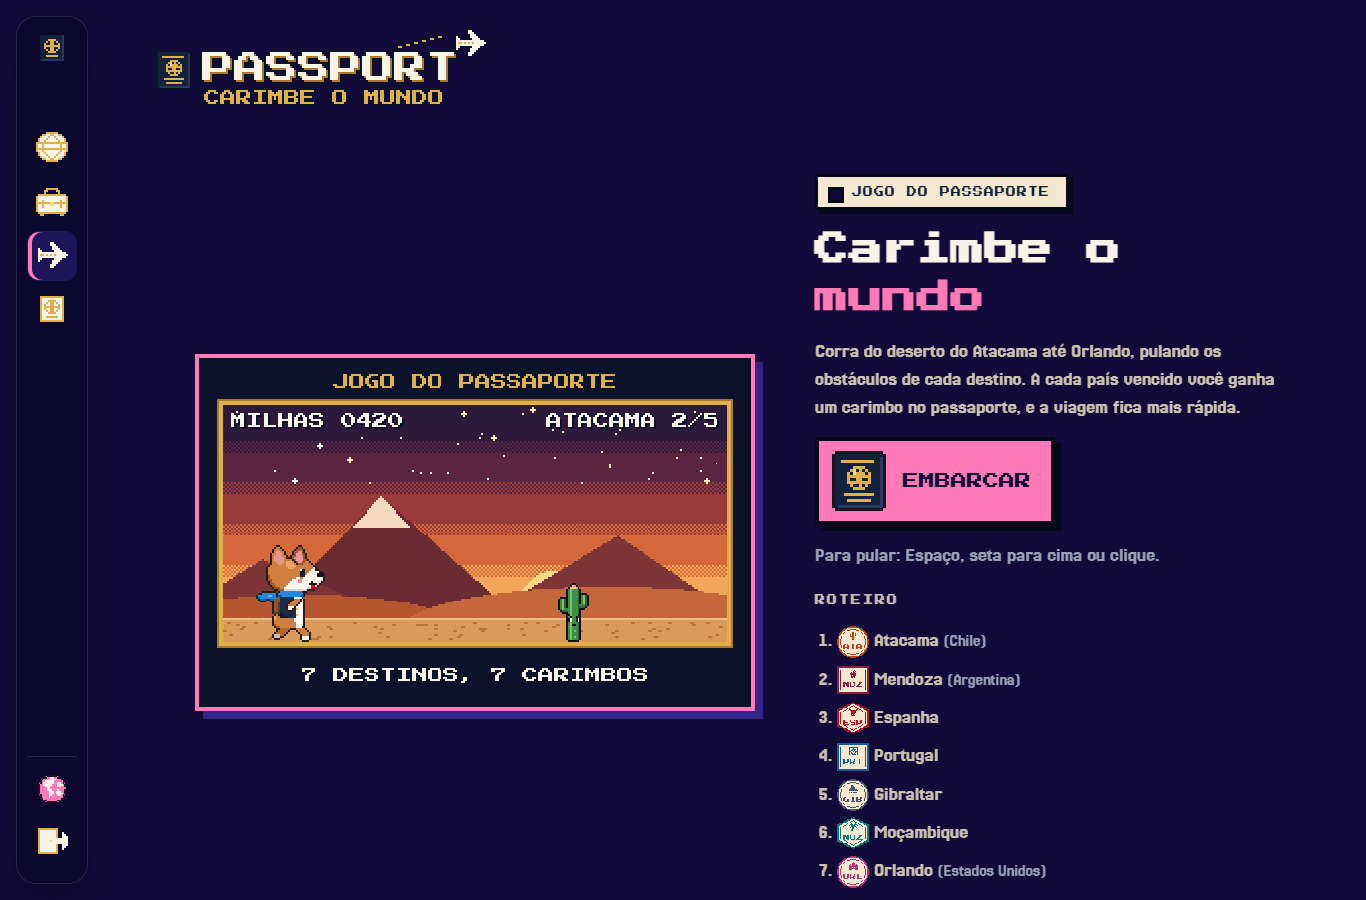 PASSPORT
CARIMBE O MUNDO
JOGO DO PASSAPORTE
MILHAS 0420
ATACAMA 2/5
7 DESTINOS, 7 CARIMBOS
JOGO DO PASSAPORTE
Carimbe o
mundo
Corra do deserto do Atacama até Orlando, pulando os
obstáculos de cada destino. A cada país vencido você ganha
um carimbo no passaporte, e a viagem fica mais rápida.
EMBARCAR
Para pular: Espaço, seta para cima ou clique.
ROTEIRO
1. Atacama (Chile)
2. Mendoza (Argentina)
3. ESP Espanha
4. PRT Portugal
5. GIB Gibraltar
6. Moçambique
7. Orlando (Estados Unidos)